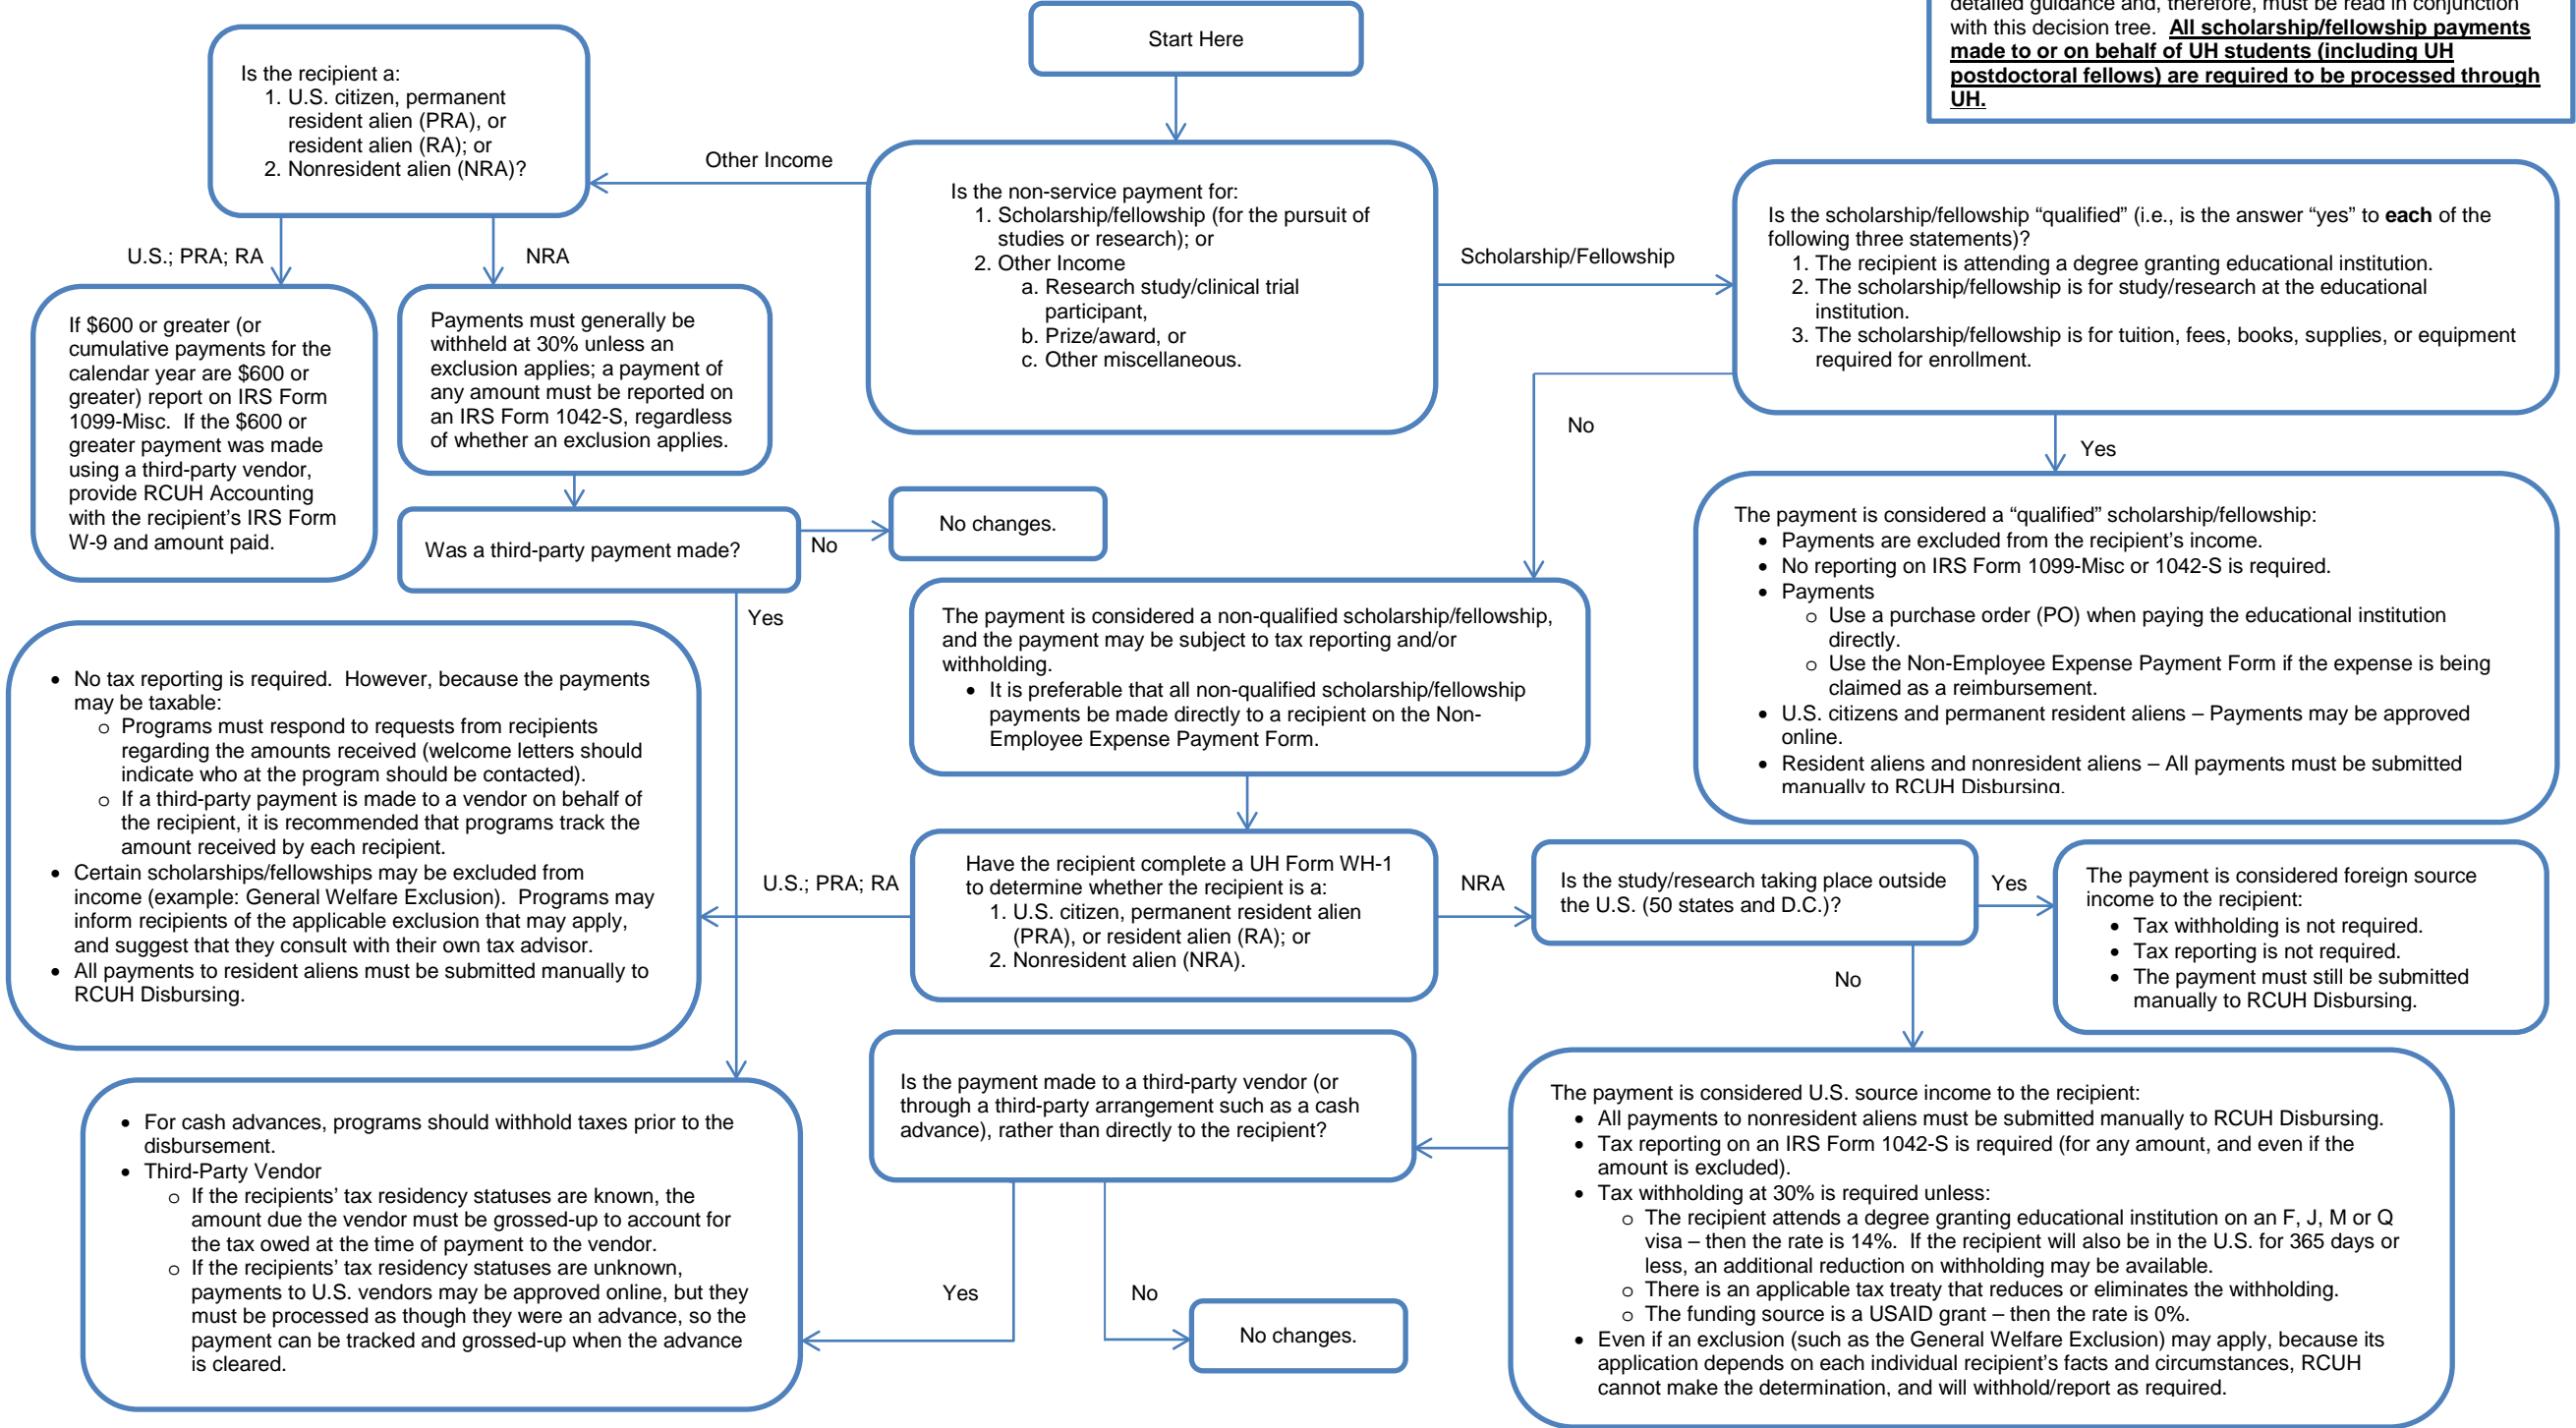 detailed guidance and, therefore, must be read in conjunction
with this decision tree. All scholarship/fellowship payments
made to or on behalf of UH students (including UH
postdoctoral fellows) are required to be processed through
UH.
Start Here
Is the recipient a:
1. U.S. citizen, permanent
resident alien (PRA), or
resident alien (RA); or
2. Nonresident alien (NRA)?
Other Income
Is the non-service payment for:
1. Scholarship/fellowship (for the pursuit of
studies or research); or
2. Other Income
a. Research study/clinical trial
participant,
b. Prize/award, or
c. Other miscellaneous.
Scholarship/Fellowship
Is the scholarship/fellowship “qualified” (i.e., is the answer “yes” to each of the
following three statements)?
1. The recipient is attending a degree granting educational institution.
2. The scholarship/fellowship is for study/research at the educational
institution.
3. The scholarship/fellowship is for tuition, fees, books, supplies, or equipment
required for enrollment.
U.S.; PRA; RA
NRA
If $600 or greater (or
cumulative payments for the
calendar year are $600 or
greater) report on IRS Form
1099-Misc. If the $600 or
greater payment was made
using a third-party vendor,
provide RCUH Accounting
with the recipient’s IRS Form
W-9 and amount paid.
Payments must generally be
withheld at 30% unless an
exclusion applies; a payment of
any amount must be reported on
an IRS Form 1042-S, regardless
of whether an exclusion applies.
No
Yes
Was a third-party payment made?
No
No changes.
Yes
The payment is considered a “qualified” scholarship/fellowship:
• Payments are excluded from the recipient’s income.
• No reporting on IRS Form 1099-Misc or 1042-S is required.
• Payments
o Use a purchase order (PO) when paying the educational institution
directly.
o Use the Non-Employee Expense Payment Form if the expense is being
claimed as a reimbursement.
• U.S. citizens and permanent resident aliens – Payments may be approved
online.
• Resident aliens and nonresident aliens – All payments must be submitted
manually to RCUH Disbursing.
The payment is considered a non-qualified scholarship/fellowship,
and the payment may be subject to tax reporting and/or
withholding.
• It is preferable that all non-qualified scholarship/fellowship
payments be made directly to a recipient on the Non-
Employee Expense Payment Form.
• No tax reporting is required. However, because the payments
may be taxable:
o Programs must respond to requests from recipients
regarding the amounts received (welcome letters should
indicate who at the program should be contacted).
o If a third-party payment is made to a vendor on behalf of
the recipient, it is recommended that programs track the
amount received by each recipient.
• Certain scholarships/fellowships may be excluded from
income (example: General Welfare Exclusion). Programs may
inform recipients of the applicable exclusion that may apply,
and suggest that they consult with their own tax advisor.
• All payments to resident aliens must be submitted manually to
RCUH Disbursing.
U.S.; PRA; RA
Have the recipient complete a UH Form WH-1
to determine whether the recipient is a:
1. U.S. citizen, permanent resident alien
(PRA), or resident alien (RA); or
2. Nonresident alien (NRA).
NRA
Is the study/research taking place outside
the U.S. (50 states and D.C.)?
Yes
The payment is considered foreign source
income to the recipient:
• Tax withholding is not required.
• Tax reporting is not required.
• The payment must still be submitted
manually to RCUH Disbursing.
No
Is the payment made to a third-party vendor (or
through a third-party arrangement such as a cash
advance), rather than directly to the recipient?
The payment is considered U.S. source income to the recipient:
• All payments to nonresident aliens must be submitted manually to RCUH Disbursing.
• Tax reporting on an IRS Form 1042-S is required (for any amount, and even if the
amount is excluded).
• Tax withholding at 30% is required unless:
o The recipient attends a degree granting educational institution on an F, J, M or Q
visa – then the rate is 14%. If the recipient will also be in the U.S. for 365 days or
less, an additional reduction on withholding may be available.
o There is an applicable tax treaty that reduces or eliminates the withholding.
o The funding source is a USAID grant – then the rate is 0%.
• Even if an exclusion (such as the General Welfare Exclusion) may apply, because its
application depends on each individual recipient’s facts and circumstances, RCUH
cannot make the determination, and will withhold/report as required.
• For cash advances, programs should withhold taxes prior to the
disbursement.
• Third-Party Vendor
o If the recipients’ tax residency statuses are known, the
amount due the vendor must be grossed-up to account for
the tax owed at the time of payment to the vendor.
o If the recipients’ tax residency statuses are unknown,
payments to U.S. vendors may be approved online, but they
must be processed as though they were an advance, so the
payment can be tracked and grossed-up when the advance
is cleared.
Yes
No
No changes.